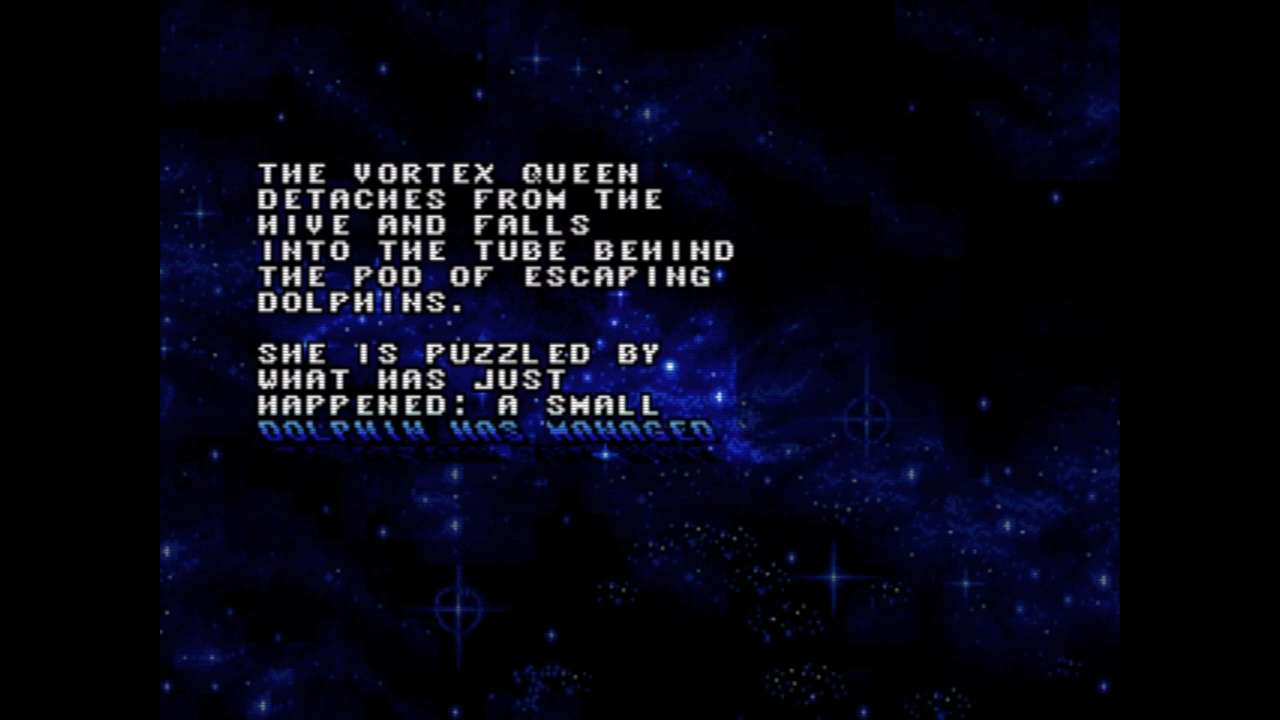 THE VORTEX QUEEN
DETACHES FROM THE
HIVE AND FALLS
INTO THE TUBE BEHIND
THE POD OF ESCAPING
DOLPHINS.
SHE IS PUZZLED BY
WHAT HAS JUST
HAPPENED: A SMALL
DOLPHIN HAS MANAGED